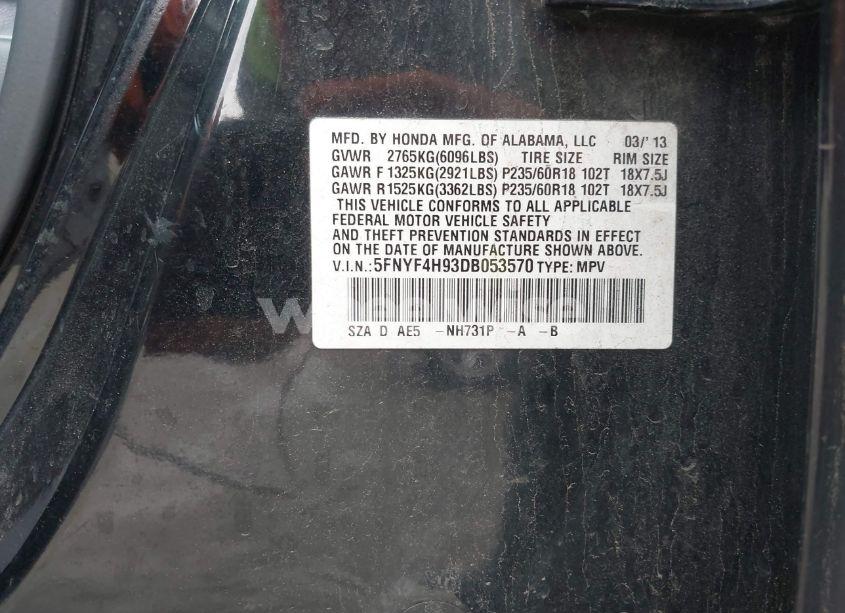 MFD. BY HONDA MFG. OF ALABAMA, LLC 03/'13
GVWR 2765KG(6096LBS) TIRE SIZE RIM SIZE
GAWR F 1325KG(2921LBS) P235/60R18 102T 18X7.5J
GAWR R1525KG(3362LBS) P235/60R18 102T 18X7.5J
THIS VEHICLE CONFORMS TO ALL APPLICABLE
FEDERAL MOTOR VEHICLE SAFETY
AND THEFT PREVENTION STANDARDS IN EFFECT
ON THE DATE OF MANUFACTURE SHOWN ABOVE.
V.I.N.:5FNYF4H93DB053570 TYPE: MPV
SZA D AE5 -NH731P -A -B